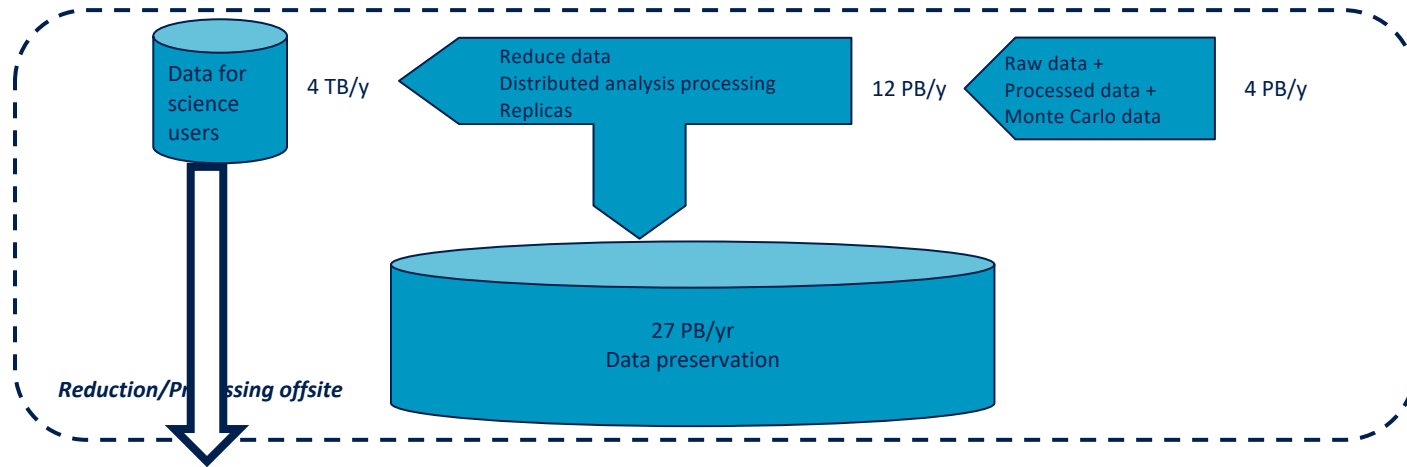 Data for
science
users
4 TB/y
Reduce data
Distributed analysis processing
Replicas
12 PB/y
Raw data +
Processed data +
Monte Carlo data
4 PB/y
27 PB/yr
Data preservation
offsite